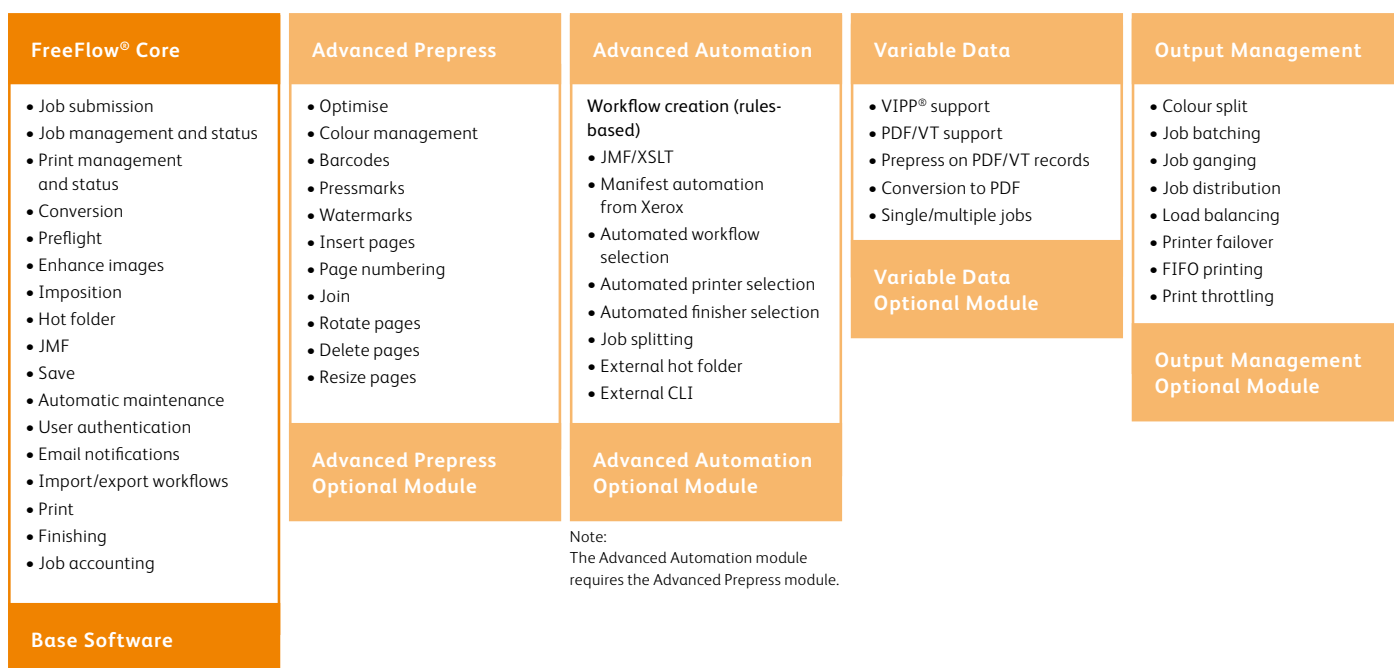 FreeFlow® Core
• Job submission
• Job management and status
• Print management
and status
• Conversion
• Preflight
• Enhance images
• Imposition
• Hot folder
• JMF
• Save
• Automatic maintenance
• User authentication
• Email notifications
• Import/export workflows
• Print
• Finishing
• Job accounting
Base Software
Advanced Prepress
• Optimise
• Colour management
• Barcodes
• Pressmarks
• Watermarks
• Insert pages
• Page numbering
• Join
• Rotate pages
• Delete pages
• Resize pages
Advanced Prepress
Optional Module
Advanced Automation
Workflow creation (rules-
based)
• JMF/XSLT
• Manifest automation
from Xerox
• Automated workflow
selection
• Automated printer selection
• Automated finisher selection
• Job splitting
• External hot folder
• External CLI
Advanced Automation
Optional Module
Note:
The Advanced Automation module
requires the Advanced Prepress module.
Variable Data
• VIPP® support
• PDF/VT support
• Prepress on PDF/VT records
• Conversion to PDF
• Single/multiple jobs
Variable Data
Optional Module
Output Management
• Colour split
• Job batching
• Job ganging
• Job distribution
• Load balancing
• Printer failover
• FIFO printing
• Print throttling
Output Management
Optional Module